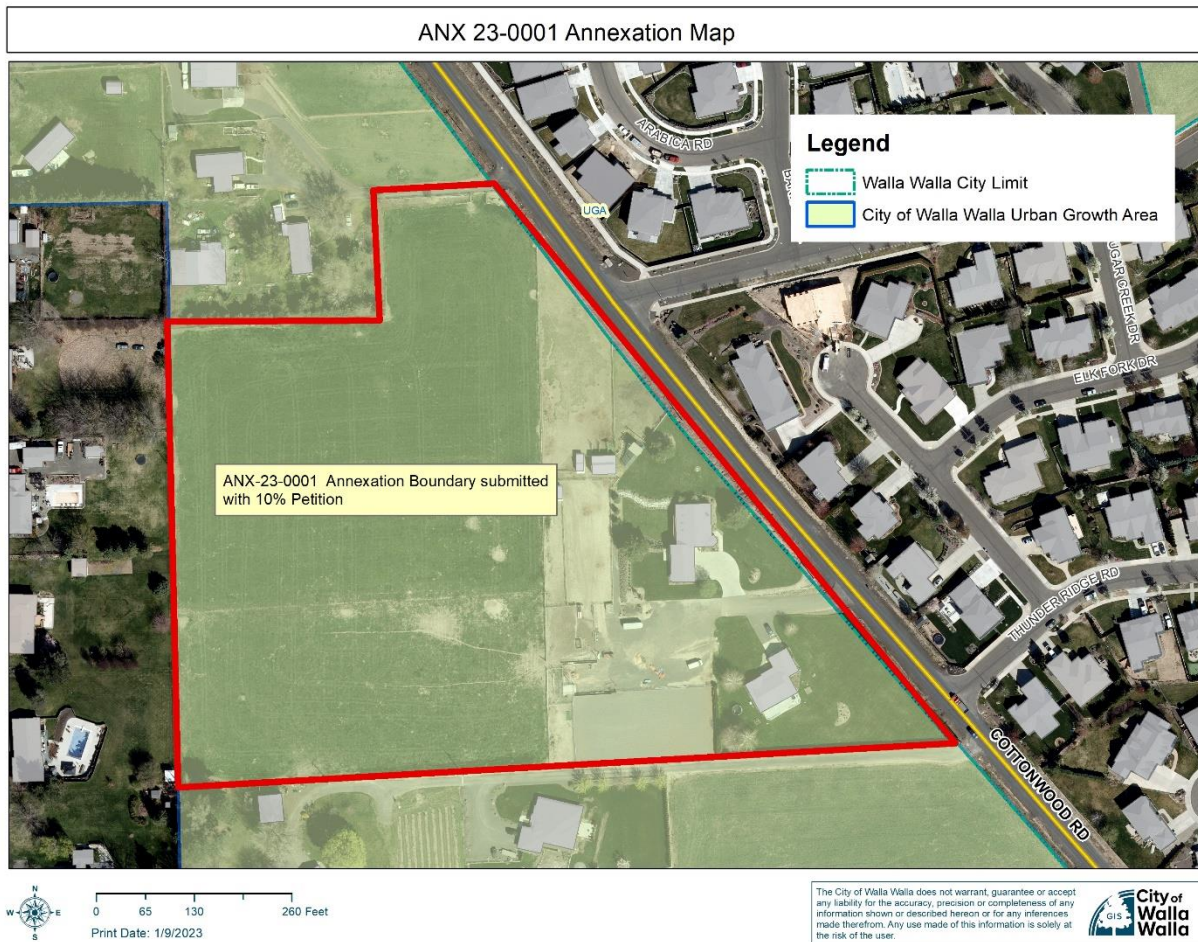 ANX 23-0001 Annexation Map
ARABICA RD
BA
Legend
Walla Walla City Limit
City of Walla Walla Urban Growth Area
UGA
UGAR CREEK DR
ELK FORK DR
ANX-23-0001 Annexation Boundary submitted
with 10% Petition
THUNDER RIDGE RD
COTTONWOOD RD
N
W
E
S
0 65 130 260 Feet
Print Date: 1/9/2023
The City of Walla Walla does not warrant, guarantee or accept
any liability for the accuracy, precision or completeness of any
information shown or described hereon or for any inferences
made therefrom. Any use made of this information is solely at
the risk of the user.
GIS
City of
Walla
Walla